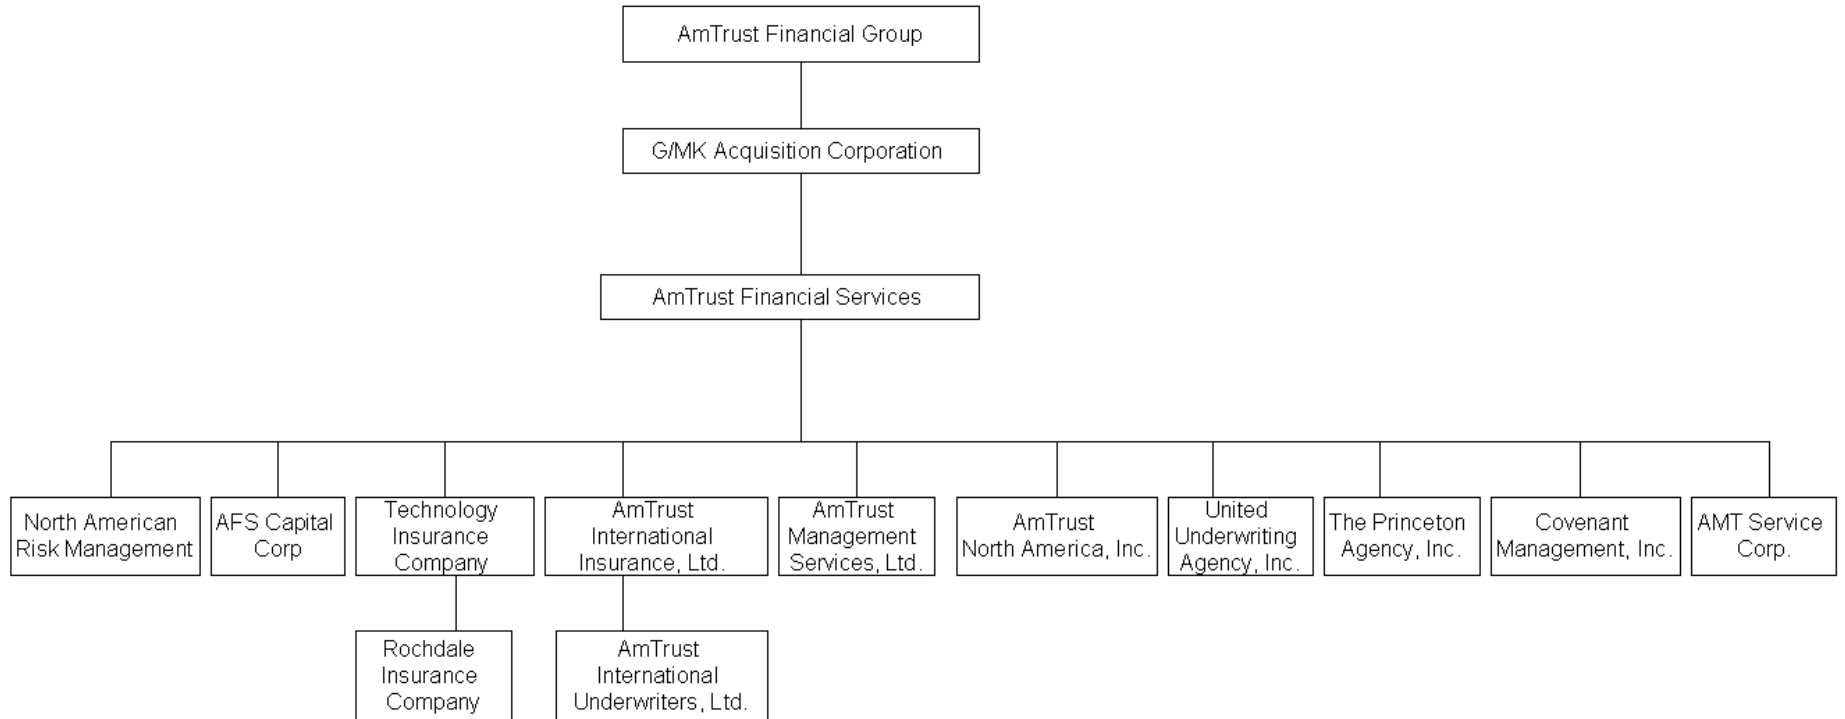 AmTrust Financial Group
G/MK Acquisition Corporation
AmTrust Financial Services
North American
Risk Management
AFS Capital
Corp
Technology
Insurance
Company
AmTrust
International
Insurance, Ltd.
AmTrust
Management
Services, Ltd.
AmTrust
North America, Inc.
United
Underwriting
Agency, Inc.
The Princeton
Agency, Inc.
Covenant
Management, Inc.
AMT Service
Corp.
Rochdale
Insurance
Company
AmTrust
International
Underwriters, Ltd.